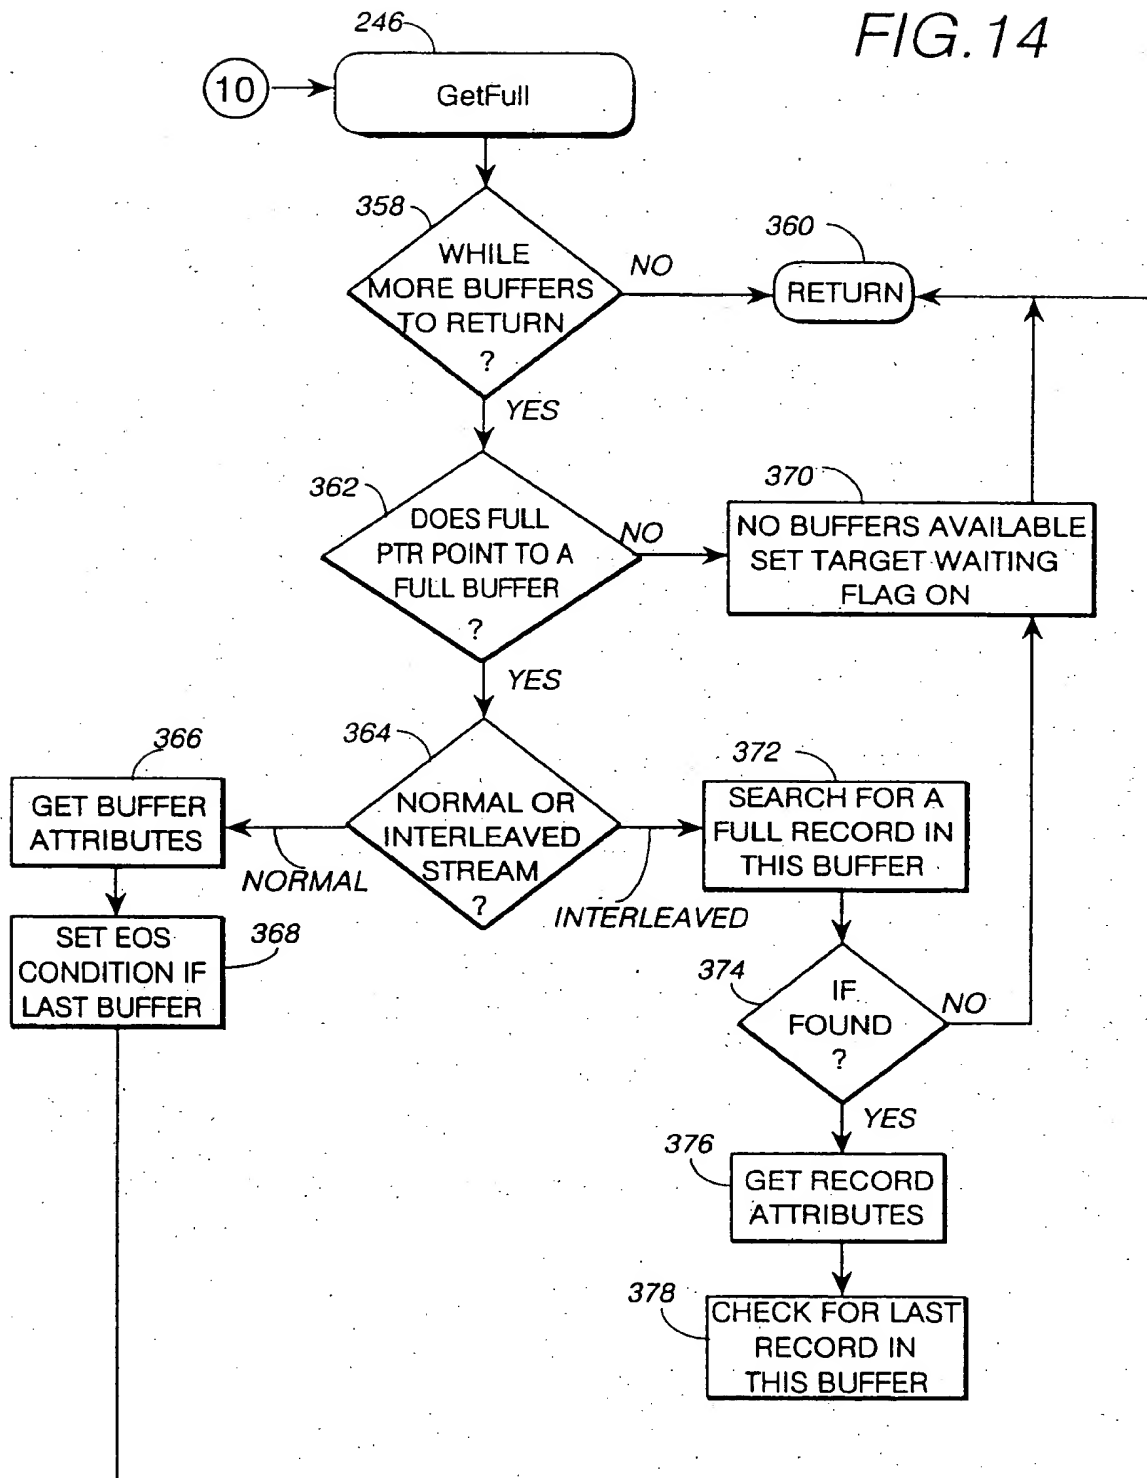 FIG.14
246
10
GetFull
358
WHILE
MORE BUFFERS
TO RETURN
?
NO
360
RETURN
YES
362
DOES FULL
PTR POINT TO A
FULL BUFFER
?
NO
370
NO BUFFERS AVAILABLE
SET TARGET WAITING
FLAG ON
YES
364
NORMAL OR
INTERLEAVED
STREAM
?
366
GET BUFFER
ATTRIBUTES
NORMAL
INTERLEAVED
372
SEARCH FOR A
FULL RECORD IN
THIS BUFFER
SET EOS
CONDITION IF
LAST BUFFER
368
374
IF
FOUND
?
NO
YES
376
GET RECORD
ATTRIBUTES
378
CHECK FOR LAST
RECORD IN
THIS BUFFER